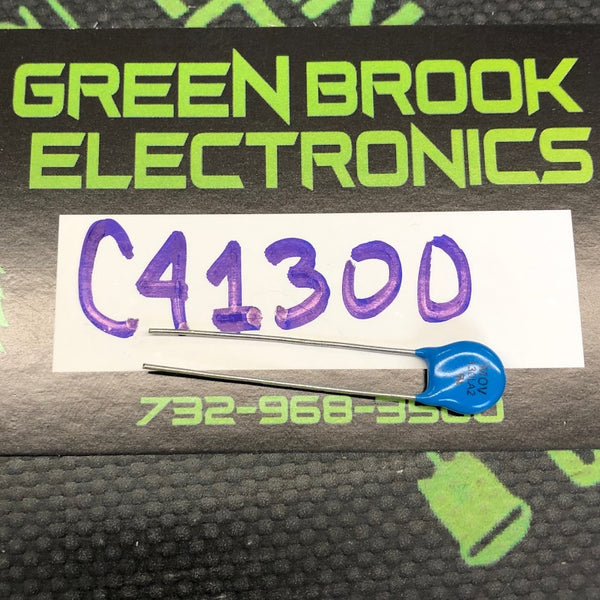 GREEN BROOK
ELECTRONICS
C41300
732-968-3500